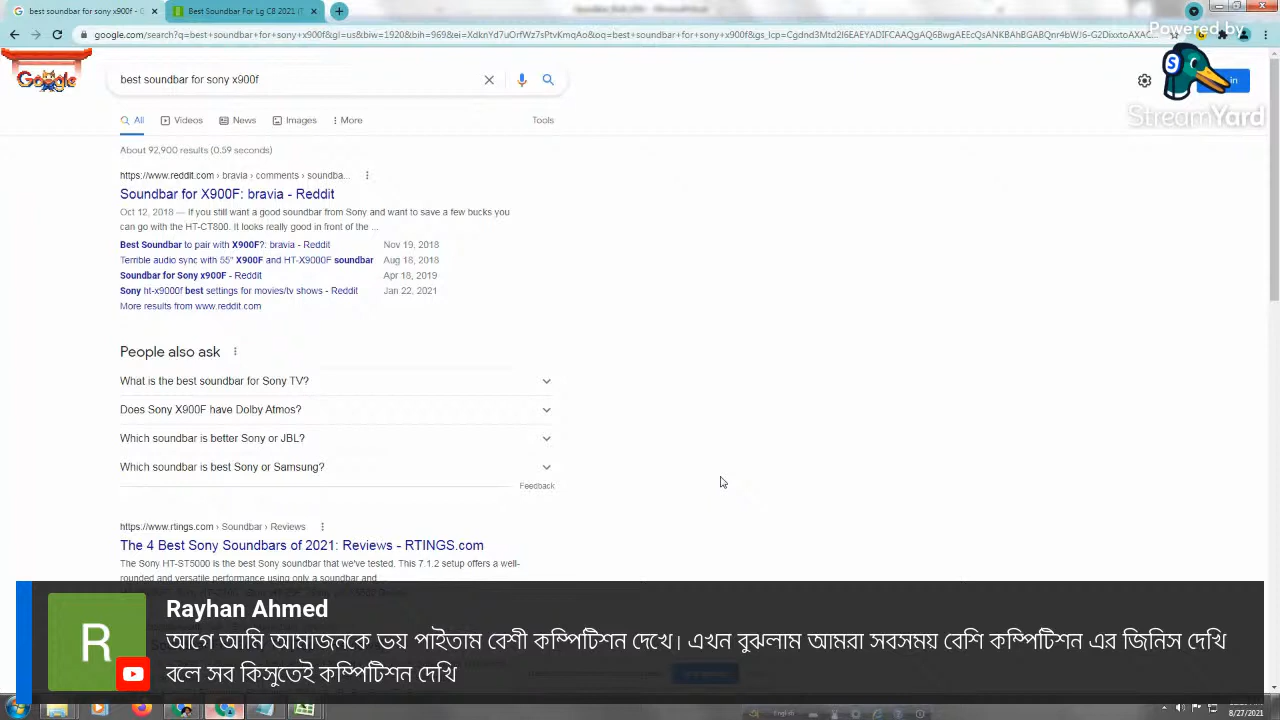 best soundbar for sony x900f - G
Best Soundbar For Lg C8 2021 (T
Powered by
StreamYard
Google
best soundbar for sony x900f
All
Videos
News
Images
More
Tools
About 92,900 results (0.59 seconds)
https://www.reddit.com › bravia › comments › soundba...
Soundbar for X900F: bravia - Reddit
Oct 12, 2018 — If you still want a good soundbar from Sony and want to save a few bucks you
can go with the HT-CT800. It looks really good in front of the ...
Best Soundbar to pair with X900F?: bravia - Reddit Nov 19, 2018
Terrible audio sync with 55" X900F and HT-X9000F soundbar Aug 18, 2018
Soundbar for Sony x900F - Reddit Apr 18, 2019
Sony ht-x9000f best settings for movies/tv shows - Reddit Jan 22, 2021
More results from www.reddit.com
People also ask
What is the best soundbar for Sony TV?
Does Sony X900F have Dolby Atmos?
Which soundbar is better Sony or JBL?
Which soundbar is best Sony or Samsung?
Feedback
https://www.rtings.com › Soundbar › Reviews
The 4 Best Sony Soundbars of 2021: Reviews - RTINGS.com
The Sony HT-ST5000 is the best Sony soundbar that we've tested. This 7.1.2 setup offers a well-
rounded and versatile performance using only a soundbar and
R
Rayhan Ahmed
আগে আমি আমাজনকে ভয় পাইতাম বেশী কম্পিটিশন দেখে। এখন বুঝলাম আমরা সবসময় বেশি কম্পিটিশন এর জিনিস দেখি
বলে সব কিসুতেই কম্পিটিশন দেখি
English
8/27/2021